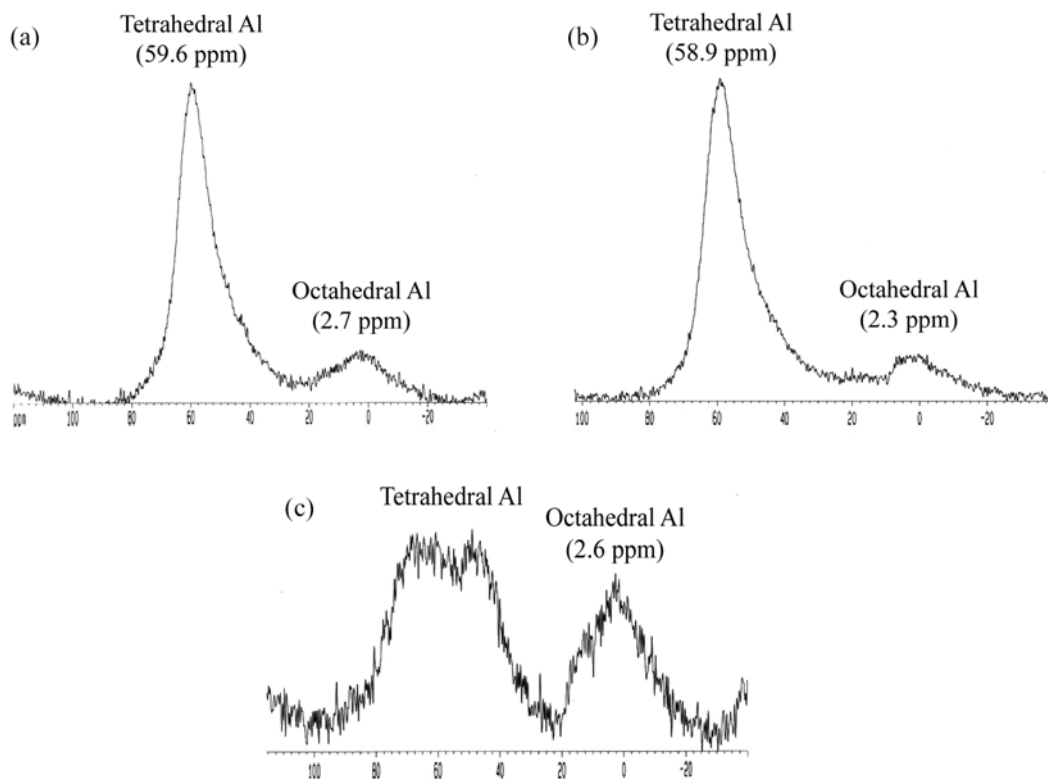 (a)
Tetrahedral Al
(59.6 ppm)
Octahedral Al
(2.7 ppm)
ppm 100 80 60 40 20 0 -20
(b)
Tetrahedral Al
(58.9 ppm)
Octahedral Al
(2.3 ppm)
100 80 60 40 20 0 -20
(c)
Tetrahedral Al
Octahedral Al
(2.6 ppm)
100 80 60 40 20 0 -20